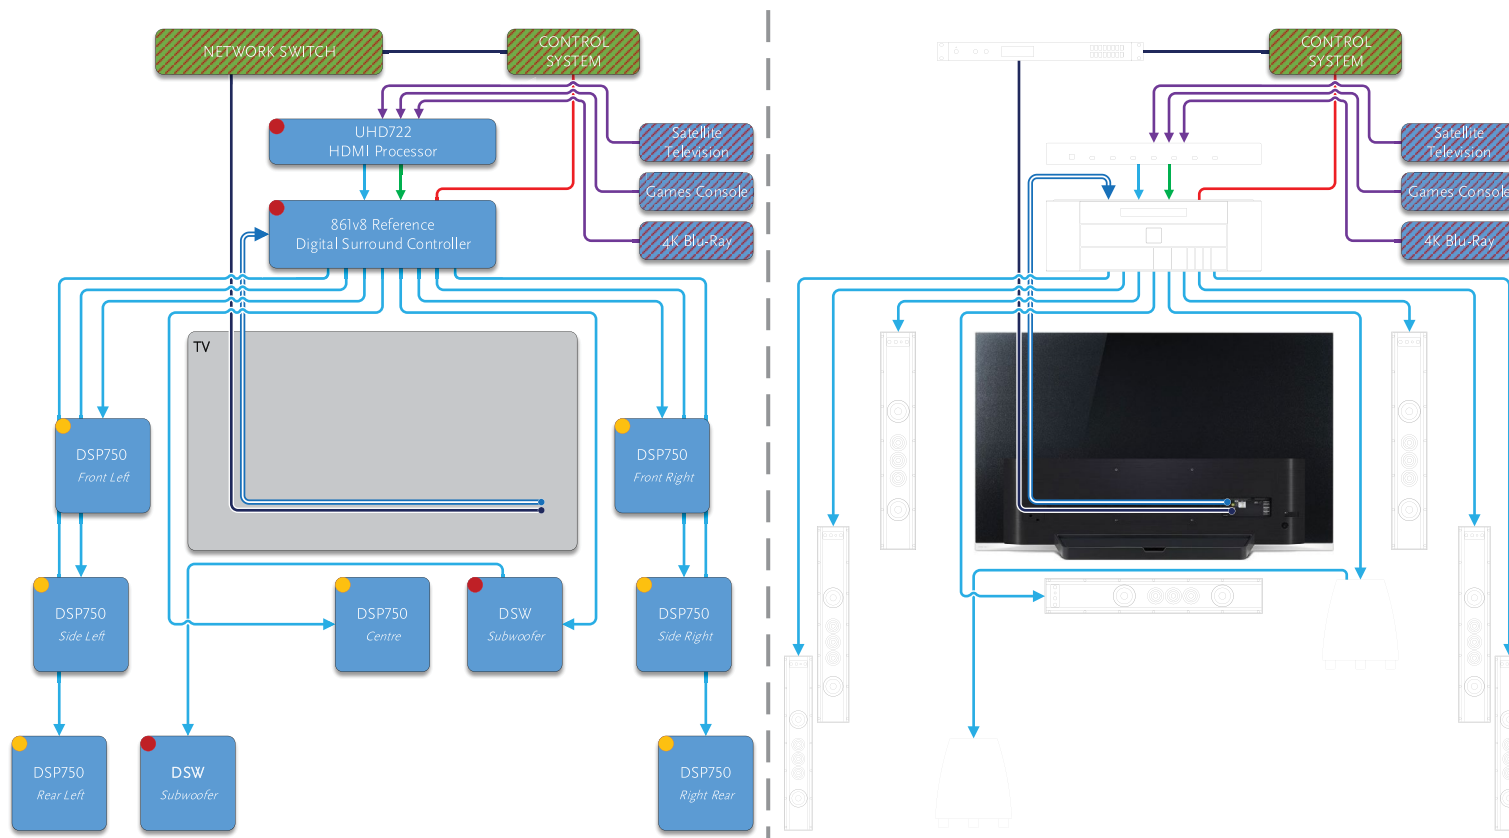 NETWORK SWITCH
CONTROL
SYSTEM
UHD722
HDMI Processor
Satellite
Television
Games Console
861v8 Reference
Digital Surround Controller
4K Blu-Ray
TV
DSP750
Front Left
DSP750
Front Right
DSP750
Side Left
DSP750
Centre
DSW
Subwoofer
DSP750
Side Right
DSP750
Rear Left
DSW
Subwoofer
DSP750
Right Rear
CONTROL
SYSTEM
Satellite
Television
Games Console
4K Blu-Ray